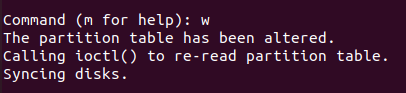 Command (m for help): w
The partition table has been altered.
Calling ioctl() to re-read partition table.
Syncing disks.